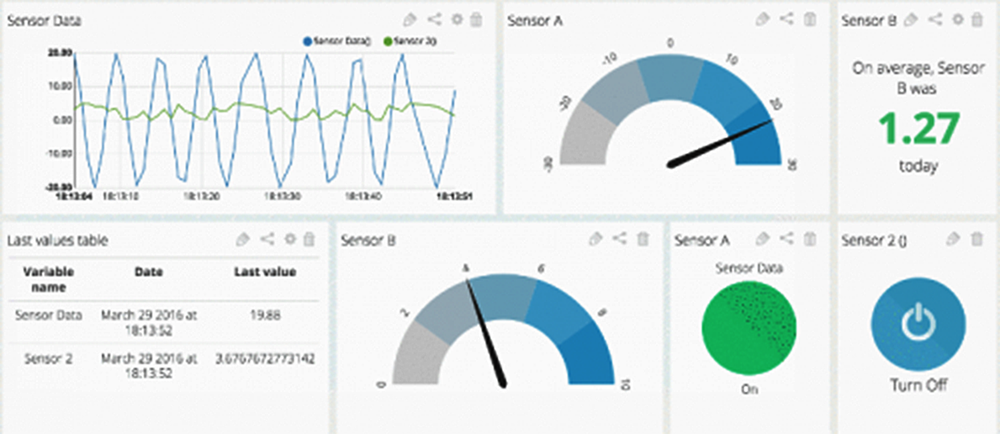 Sensor Data
Sensor Data() Sensor 2()
20.00
10.00
0.00
-10.00
-20.00
18:13:04 18:13:10 18:13:20 18:13:30 18:13:40 18:13:51
Sensor A
-30 -20 -10 0 10 20 30
Sensor B
On average, Sensor
B was
1.27
today
Last values table
Variable name Date Last value
Sensor Data March 29 2016 at 18:13:52 19.88
Sensor 2 March 29 2016 at 18:13:52 3.6767672773142
Sensor B
0 2 4 6 8 10
Sensor A
Sensor Data
On
Sensor 2 ()
Turn Off